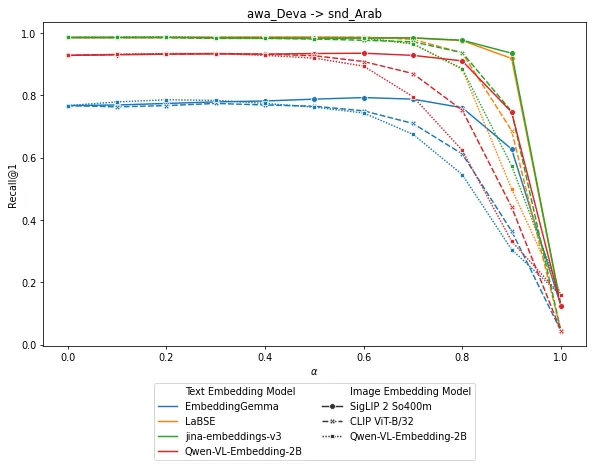 awa_Deva -> snd_Arab
Recall@1
1.0
0.8
0.6
0.4
0.2
0.0
0.0 0.2 0.4 0.6 0.8 1.0
α
Text Embedding Model
EmbeddingGemma
LaBSE
jina-embeddings-v3
Qwen-VL-Embedding-2B
Image Embedding Model
SigLIP 2 So400m
CLIP ViT-B/32
Qwen-VL-Embedding-2B